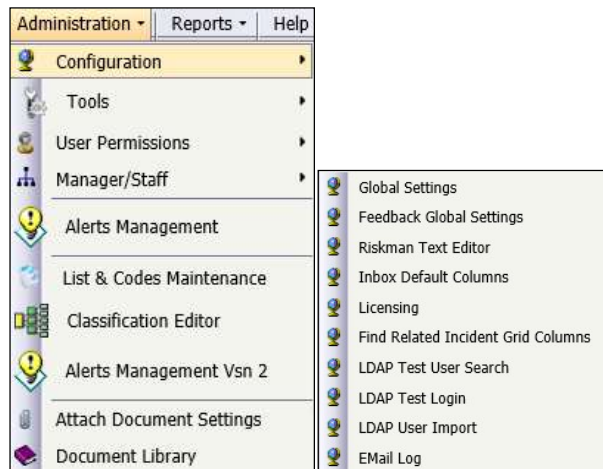 Administration Reports Help
Configuration
Tools
User Permissions
Manager/Staff
Alerts Management
List & Codes Maintenance
Classification Editor
Alerts Management Vsn 2
Attach Document Settings
Document Library
Global Settings
Feedback Global Settings
Riskman Text Editor
Inbox Default Columns
Licensing
Find Related Incident Grid Columns
LDAP Test User Search
LDAP Test Login
LDAP User Import
EMail Log